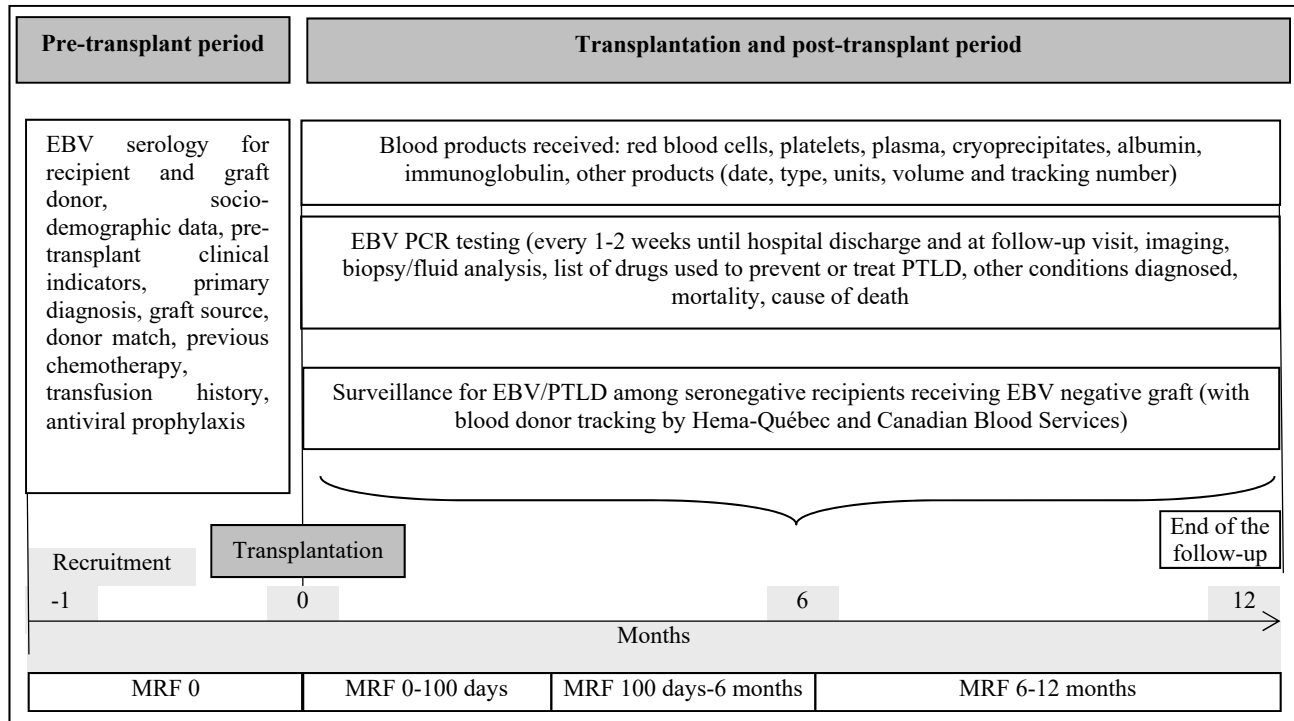 Pre-transplant period
Transplantation and post-transplant period
EBV serology for
recipient and graft
donor, socio-
demographic data, pre-
transplant clinical
indicators, primary
diagnosis, graft source,
donor match, previous
chemotherapy,
transfusion history,
antiviral prophylaxis
Blood products received: red blood cells, platelets, plasma, cryoprecipitates, albumin,
immunoglobulin, other products (date, type, units, volume and tracking number)
EBV PCR testing (every 1-2 weeks until hospital discharge and at follow-up visit, imaging,
biopsy/fluid analysis, list of drugs used to prevent or treat PTLD, other conditions diagnosed,
mortality, cause of death
Surveillance for EBV/PTLD among seronegative recipients receiving EBV negative graft (with
blood donor tracking by Hema-Québec and Canadian Blood Services)
Recruitment
Transplantation
End of the
follow-up
-1 0 6 12
Months
MRF 0
MRF 0-100 days
MRF 100 days-6 months
MRF 6-12 months